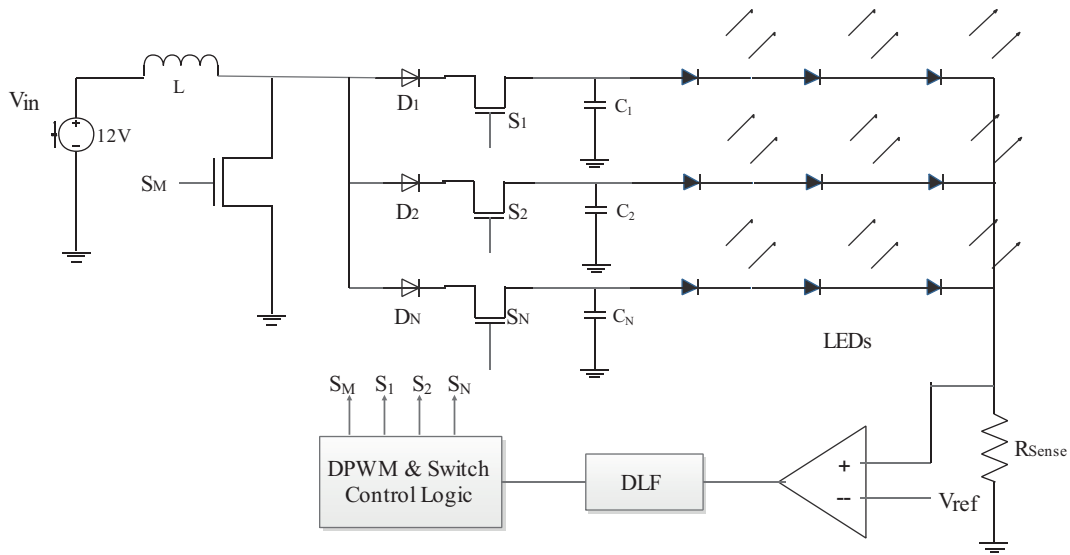 Vin
12V
+
-
L
SM
D1
S1
C1
D2
S2
C2
DN
SN
CN
LEDs
SM S1 S2 SN
DPWM & Switch
Control Logic
DLF
+
--
Vref
RSense